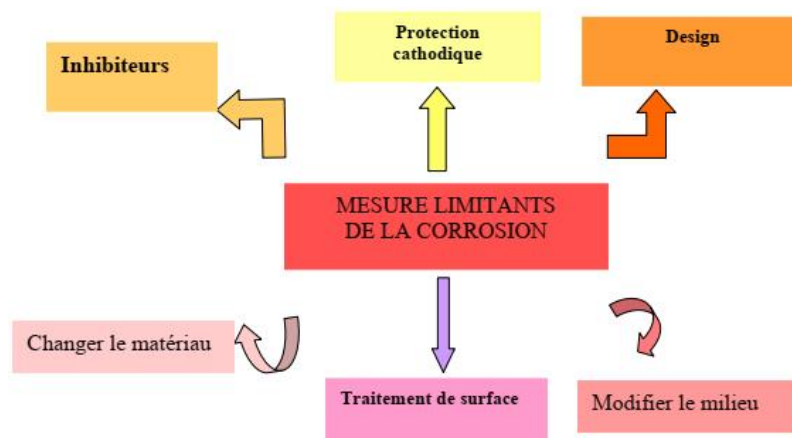 Protection
cathodique
Design
Inhibiteurs
MESURE LIMITANTS
DE LA CORROSION
Changer le matériau
Traitement de surface
Modifier le milieu